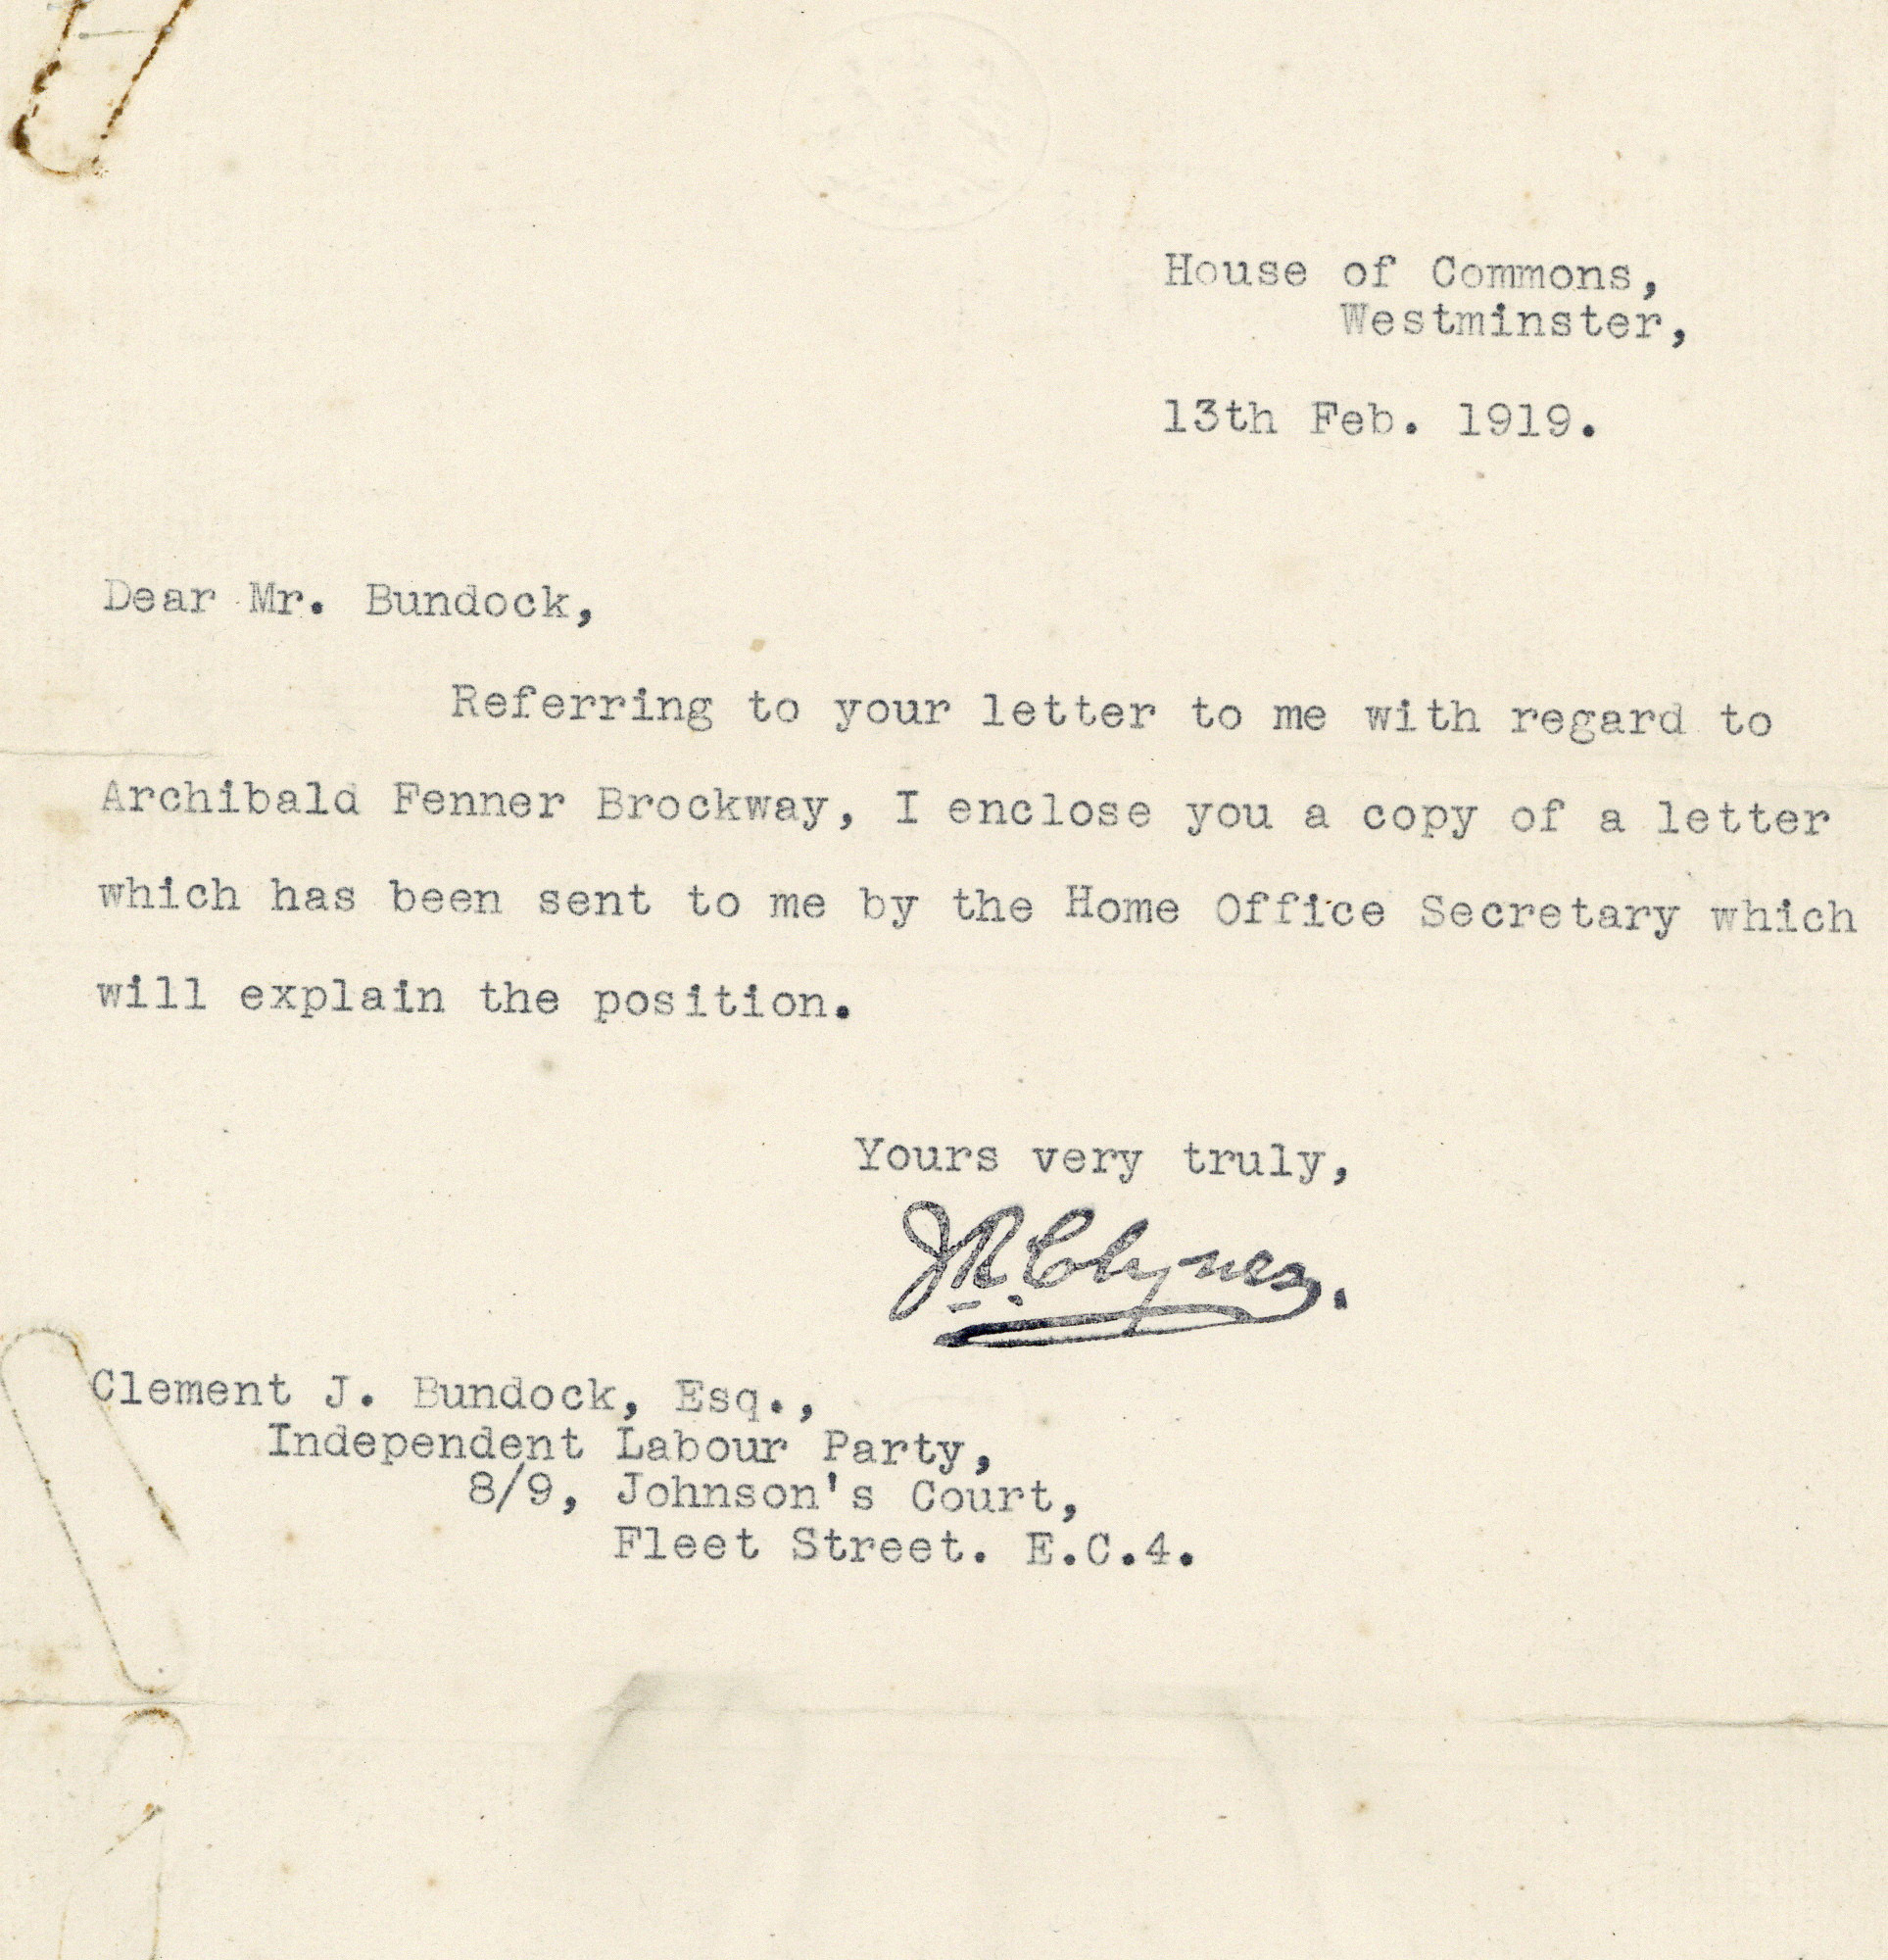 House of Commons,
Westminster,
13th Feb. 1919.
Dear Mr. Bundock,
Referring to your letter to me with regard to
Archibald Fenner Brockway, I enclose you a copy of a letter
which has been sent to me by the Home Office Secretary which
will explain the position.
Yours very truly,
JR. Clynes.
Clement J. Bundock, Esq.,
Independent Labour Party,
8/9, Johnson's Court,
Fleet Street. E.C.4.